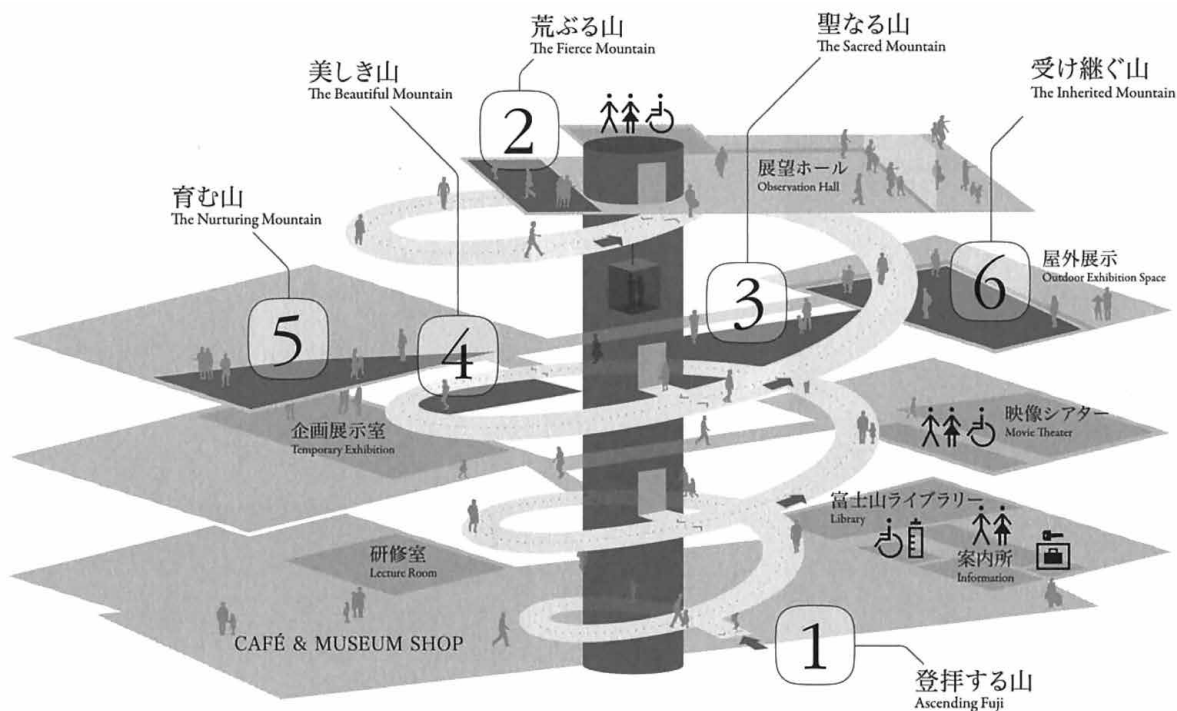 荒ぶる山
The Fierce Mountain
聖なる山
The Sacred Mountain
美しき山
The Beautiful Mountain
受け継ぐ山
The Inherited Mountain
2
展望ホール
Observation Hall
育む山
The Nurturing Mountain
屋外展示
Outdoor Exhibition Space
3
6
5
4
企画展示室
Temporary Exhibition
映像シアター
Movie Theater
富士山ライブラリー
Library
研修室
Lecture Room
案内所
Information
CAFÉ & MUSEUM SHOP
1
登拝する山
Ascending Fuji